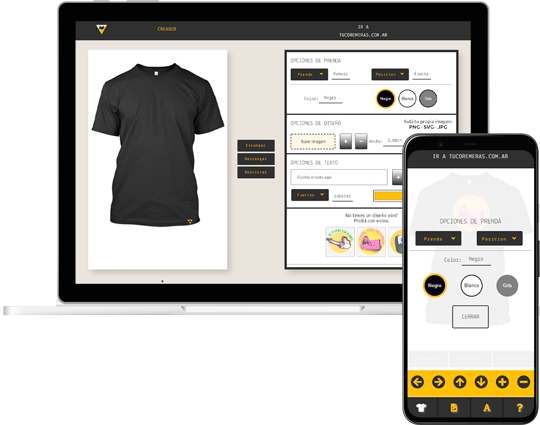 CREADOR
IR A
TUCOREMERAS.COM.AR
OPCIONES DE PRENDA
Prenda
Remera
Posicion
Frente
Color: Negro
Negro
Blanco
Gris
OPCIONES DE DISEÑO
Subí tu propia imagen:
PNG - SVG - JPG
Subir imagen
+
-
Ancho:
OPCIONES DE TEXTO
Escribe el texto aquí
+
Fuentes
No tenes un diseño aún?
Probá con estos:
Estampar
Descargar
Reiniciar
IR A TUCOREMERAS.COM.AR
OPCIONES DE PRENDA
Prenda
Posicion
Color: Negro
Negro
Blanco
Gris
CERRAR
A
?